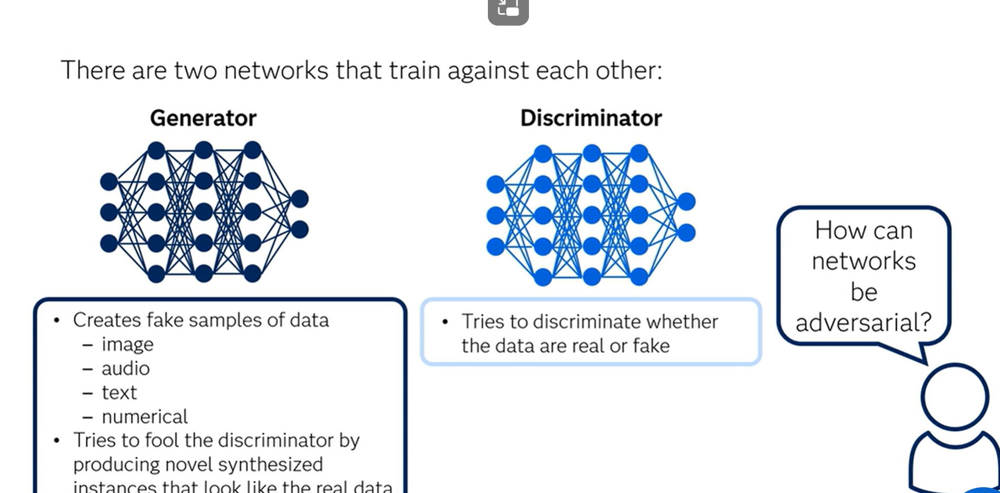 There are two networks that train against each other:
Generator
Discriminator
How can
networks
be
adversarial?
• Creates fake samples of data
– image
– audio
– text
– numerical
• Tries to fool the discriminator by
producing novel synthesized
instances that look like the real data
• Tries to discriminate whether
the data are real or fake